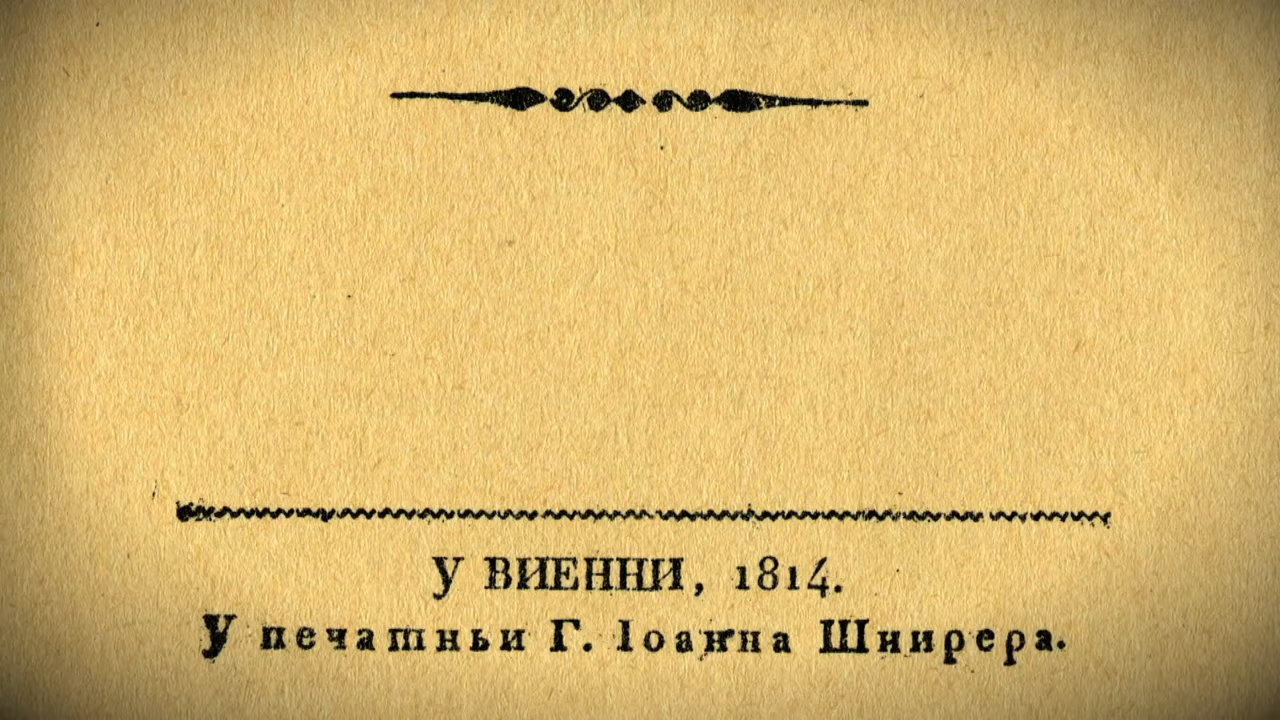 У ВИЕННИ, 1814.
У печатньи Г. Іоанна Шнирера.